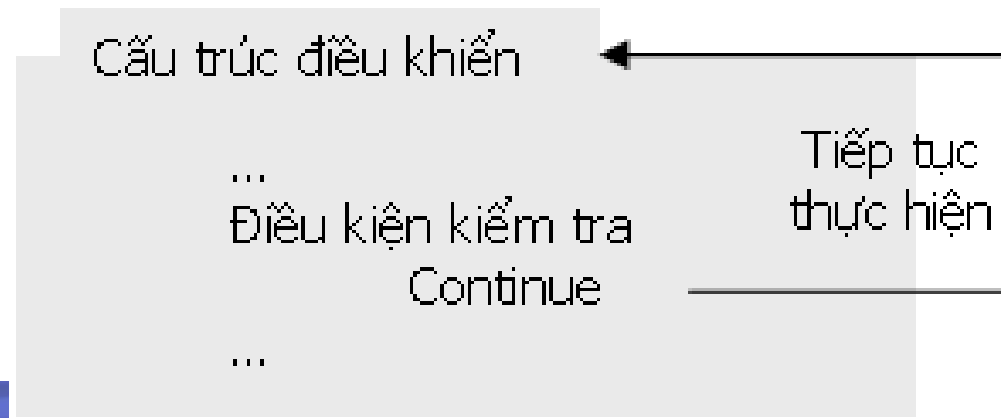 Cấu trúc điều khiển
...
Điều kiện kiểm tra
Continue
...
Tiếp tục
thực hiện